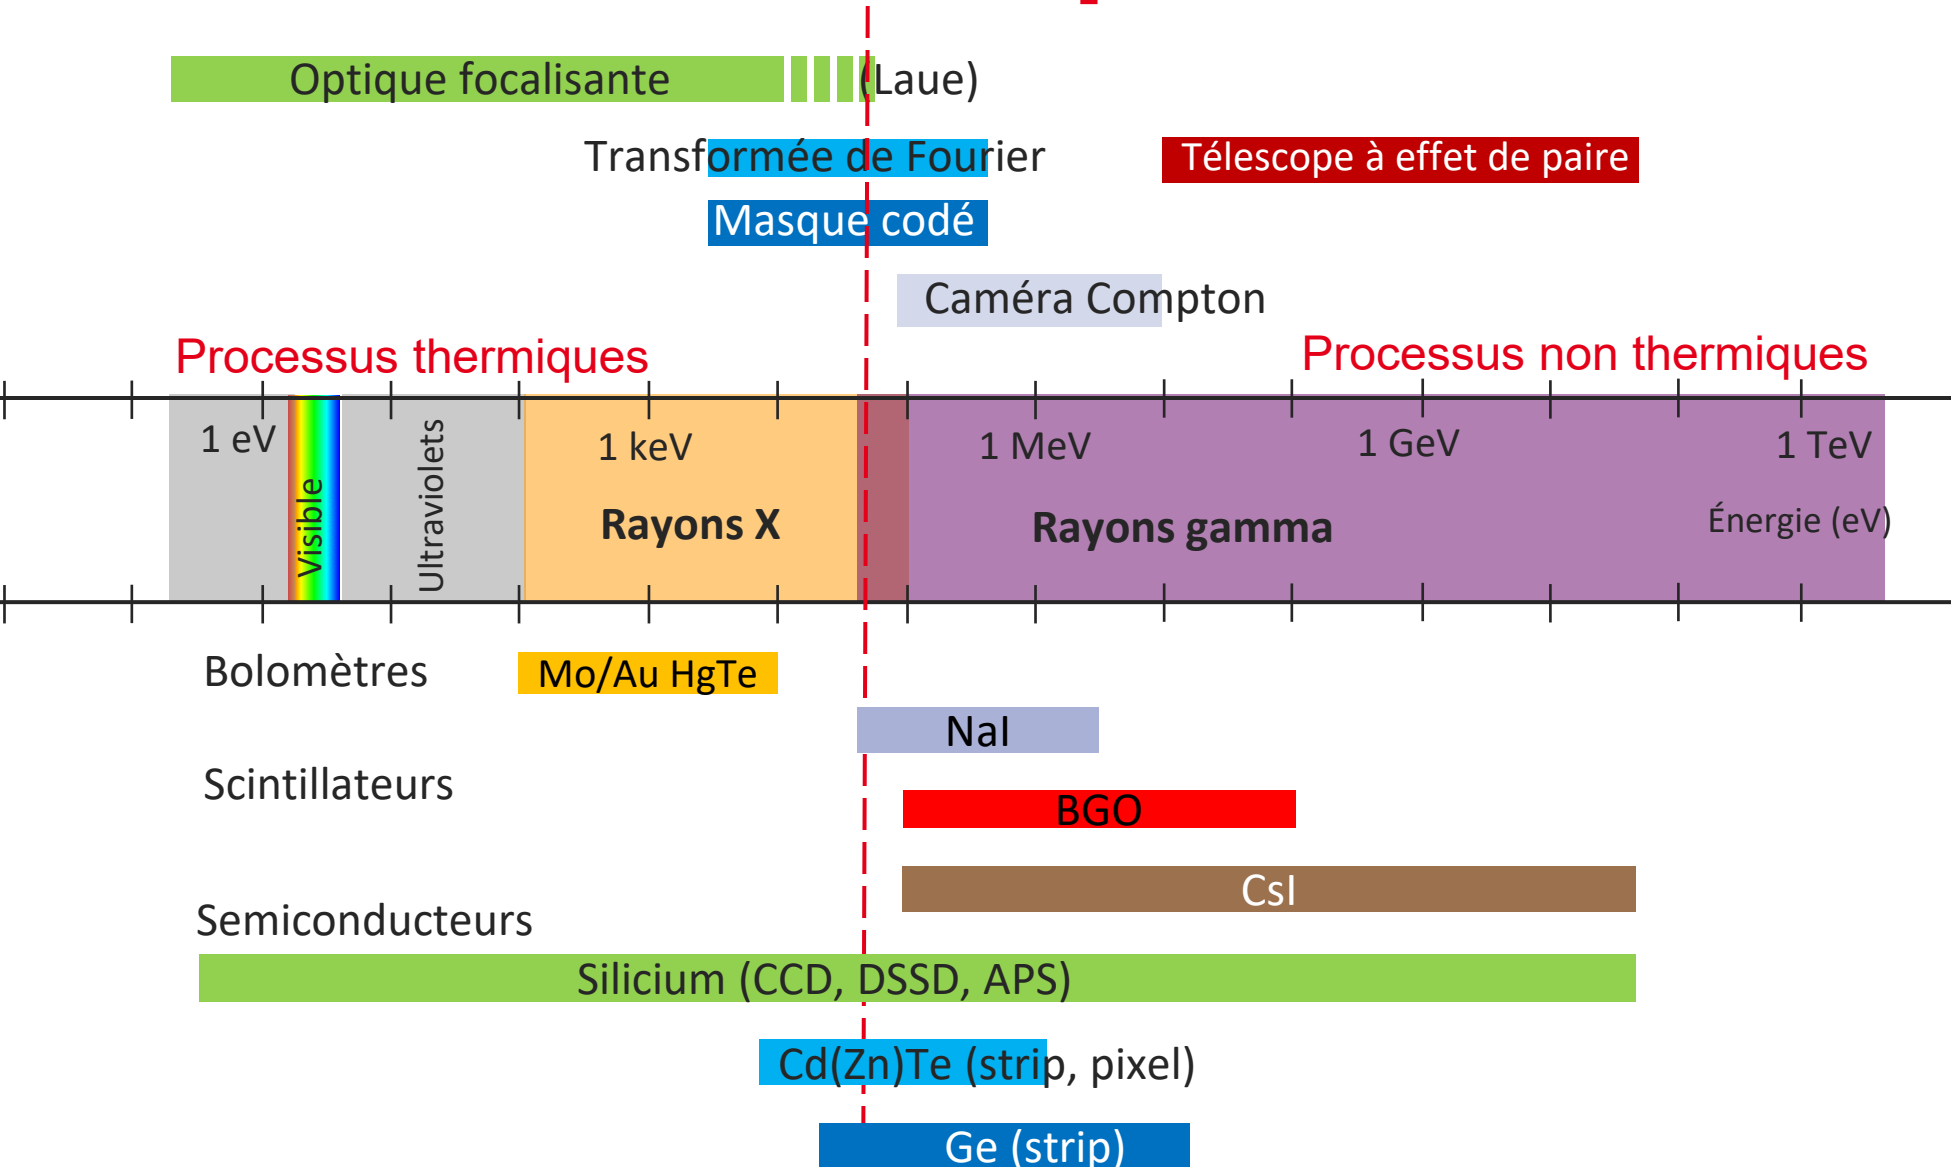 Optique focalisante
(Laue)
Transformée de Fourier
Télescope à effet de paire
Masque codé
Caméra Compton
Processus thermiques
Processus non thermiques
1 eV
1 keV
1 MeV
1 GeV
1 TeV
Visible
Ultraviolets
Rayons X
Rayons gamma
Énergie (eV)
Bolomètres
Mo/Au HgTe
NaI
Scintillateurs
BGO
CsI
Semiconducteurs
Silicium (CCD, DSSD, APS)
Cd(Zn)Te (strip, pixel)
Ge (strip)